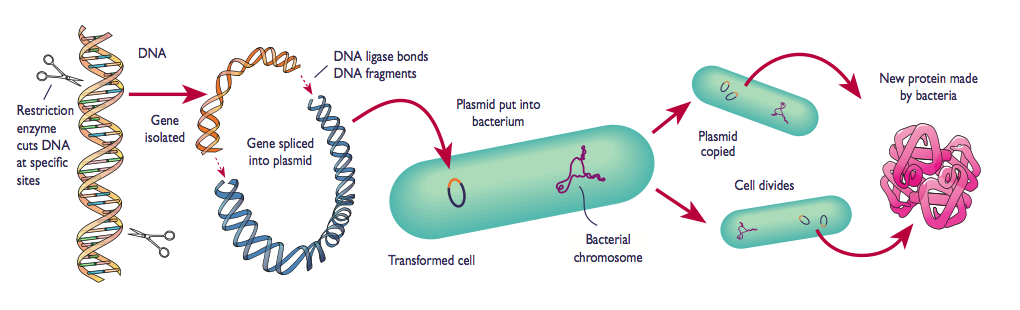 DNA
Restriction
enzyme
cuts DNA
at specific
sites
Gene
isolated
DNA ligase bonds
DNA fragments
Gene spliced
into plasmid
Plasmid put into
bacterium
Transformed cell
Bacterial
chromosome
Plasmid
copied
Cell divides
New protein made
by bacteria